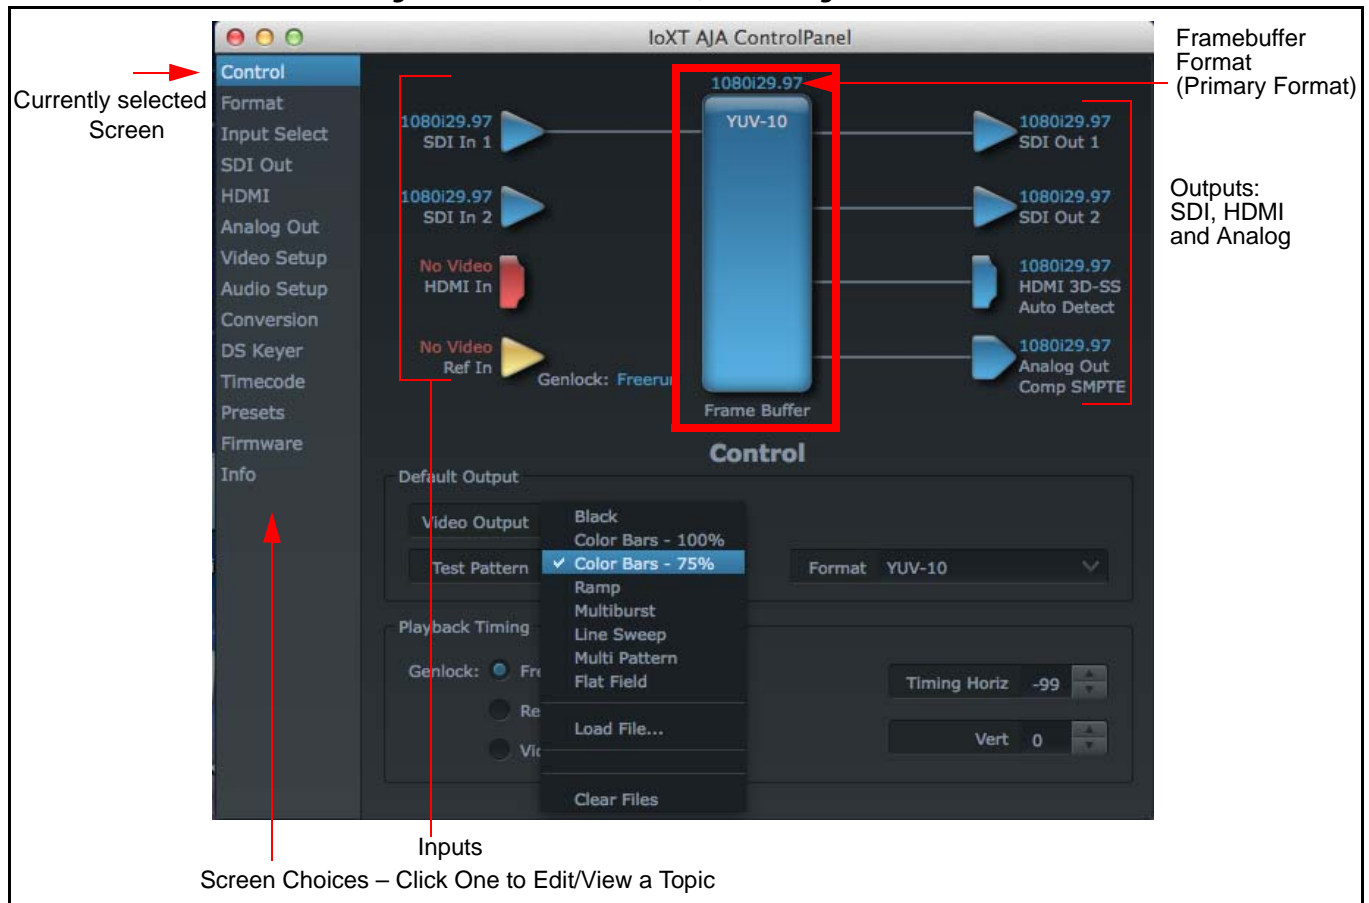 IoXT AJA ControlPanel
Framebuffer
Format
(Primary Format)
Currently selected
Screen
Control
Format
Input Select
SDI Out
HDMI
Analog Out
Video Setup
Audio Setup
Conversion
DS Keyer
Timecode
Presets
Firmware
Info
1080i29.97
SDI In 1
1080i29.97
SDI In 2
No Video
HDMI In
No Video
Ref In
Genlock: Freeru
1080i29.97
YUV-10
Frame Buffer
1080i29.97
SDI Out 1
1080i29.97
SDI Out 2
1080i29.97
HDMI 3D-SS
Auto Detect
1080i29.97
Analog Out
Comp SMPTE
Outputs:
SDI, HDMI
and Analog
Control
Default Output
Video Output
Test Pattern
Black
Color Bars - 100%
✓ Color Bars - 75%
Ramp
Multiburst
Line Sweep
Multi Pattern
Flat Field
Load File...
Clear Files
Format YUV-10
Playback Timing
Genlock: Fre
Re
Vid
Timing Horiz -99
Vert 0
Inputs
Screen Choices – Click One to Edit/View a Topic